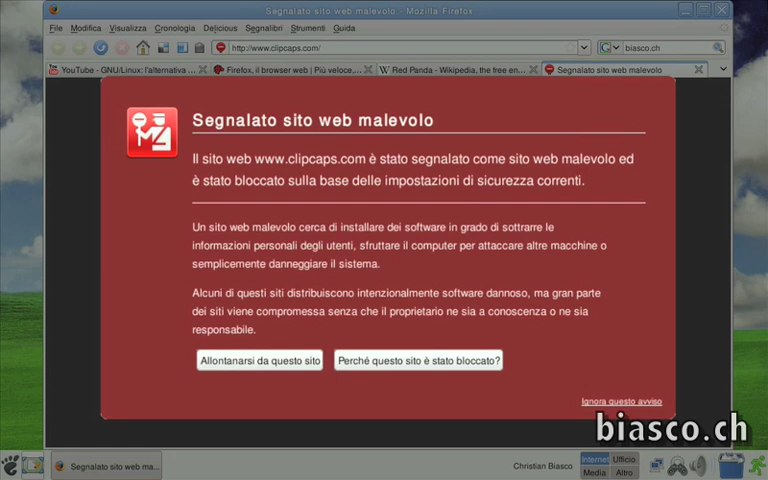 Segnalato sito web malevolo - Mozilla Firefox
File Modifica Visualizza Cronologia Delicious Segnalibri Strumenti Guida
http://www.clipcaps.com/
G
biasco.ch
YouTube - GNU/Linux: l'alternativa ...
Firefox, il browser web | Più veloce,...
W Red Panda - Wikipedia, the free en...
Segnalato sito web malevolo
Segnalato sito web malevolo
Il sito web www.clipcaps.com è stato segnalato come sito web malevolo ed
è stato bloccato sulla base delle impostazioni di sicurezza correnti.
Un sito web malevolo cerca di installare dei software in grado di sottrarre le
informazioni personali degli utenti, sfruttare il computer per attaccare altre macchine o
semplicemente danneggiare il sistema.
Alcuni di questi siti distribuiscono intenzionalmente software dannoso, ma gran parte
dei siti viene compromessa senza che il proprietario ne sia a conoscenza o ne sia
responsabile.
Allontanarsi da questo sito
Perché questo sito è stato bloccato?
Ignora questo avviso
biasco.ch
Segnalato sito web ma...
Christian Biasco
Internet Ufficio
Media Altro